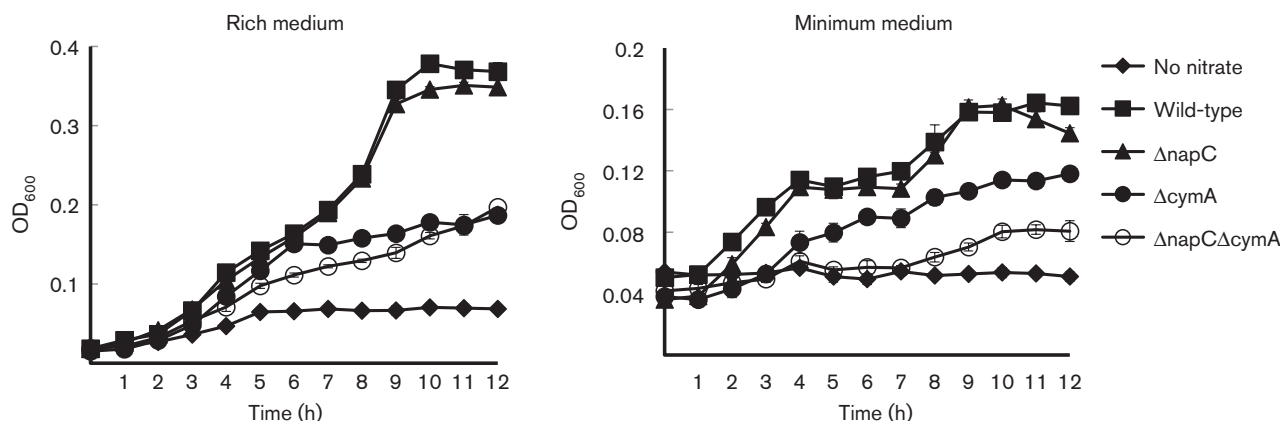 Rich medium
0.4
0.3
0.2
0.1
OD600
1 2 3 4 5 6 7 8 9 10 11 12
Time (h)
Minimum medium
0.2
0.16
0.12
0.08
0.04
OD600
1 2 3 4 5 6 7 8 9 10 11 12
Time (h)
No nitrate
Wild-type
ΔnapC
ΔcymA
ΔnapCΔcymA